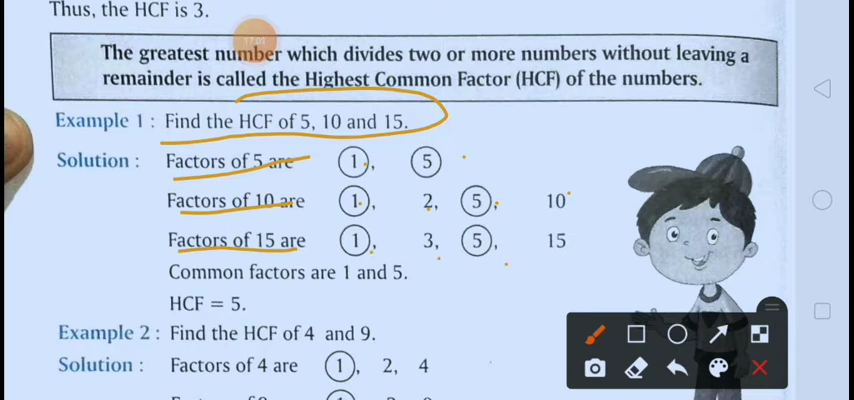 Thus, the HCF is 3.
17:01
The greatest number which divides two or more numbers without leaving a
remainder is called the Highest Common Factor (HCF) of the numbers.
Example 1 : Find the HCF of 5, 10 and 15.
Solution : Factors of 5 are 1, 5
Factors of 10 are 1, 2, 5, 10
Factors of 15 are 1, 3, 5, 15
Common factors are 1 and 5.
HCF = 5.
Example 2 : Find the HCF of 4 and 9.
Solution : Factors of 4 are 1, 2, 4